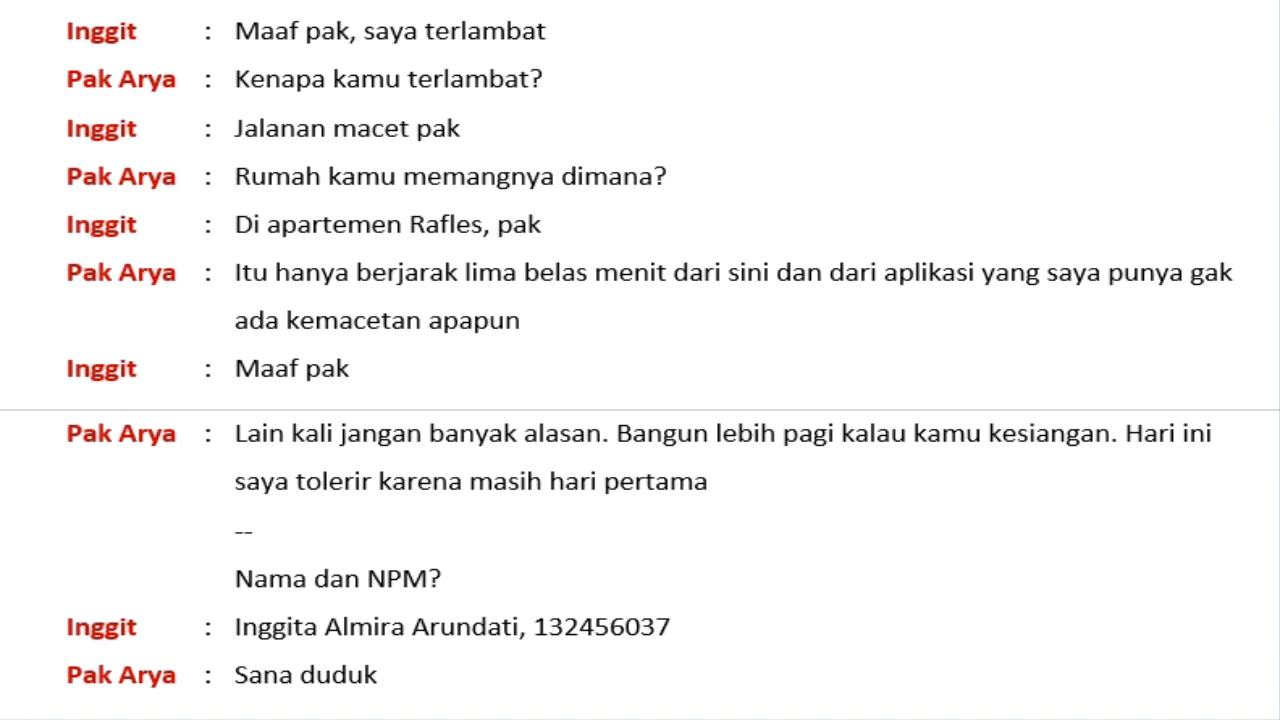 Inggit : Maaf pak, saya terlambat
Pak Arya : Kenapa kamu terlambat?
Inggit : Jalanan macet pak
Pak Arya : Rumah kamu memangnya dimana?
Inggit : Di apartemen Rafles, pak
Pak Arya : Itu hanya berjarak lima belas menit dari sini dan dari aplikasi yang saya punya gak
ada kemacetan apapun
Inggit : Maaf pak
Pak Arya : Lain kali jangan banyak alasan. Bangun lebih pagi kalau kamu kesiangan. Hari ini
saya tolerir karena masih hari pertama
--
Nama dan NPM?
Inggit : Inggita Almira Arundati, 132456037
Pak Arya : Sana duduk